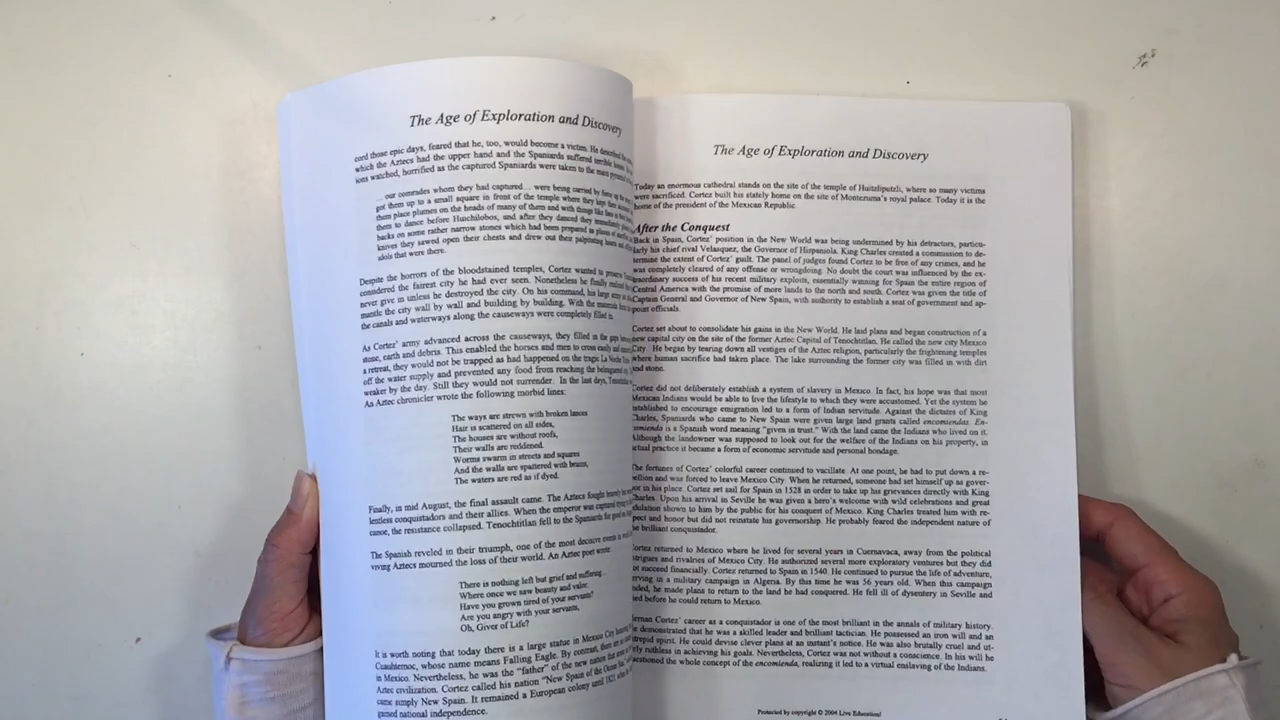 The Age of Exploration and Discovery
cord those epic days, feared that he, too, would become a victim. He described the
which the Aztecs had the upper hand and the Spaniards suffered terrible losses.
ions watched, horrified as the captured Spaniards were taken to the main pyramid
... our comrades whom they had captured... were being carried by force up the
got them up to a small square in front of the temple where they
them place plumes on the heads of many of them and with things like fans
them to dance before Huichilobos, and after they danced they immediately
backs on some rather narrow stones which had been prepared as places of
knives they sawed open their chests and drew out their palpitating hearts and
idols that were there.
Despite the horrors of the bloodstained temples, Cortez wanted to preserve
considered the fairest city he had ever seen. Nonetheless he finally realized
never give in unless he destroyed the city. On his command, his large army
mantle the city wall by wall and building by building. With the materials
the canals and waterways along the causeways were completely filled in.
As Cortez' army advanced across the causeways, they filled in the gaps
stone, earth and debris. This enabled the horses and men to cross easily and
a retreat, they would not be trapped as had happened on the tragic La Noche
off the water supply and prevented any food from reaching the beleaguered
weaker by the day. Still they would not surrender. In the last days,
An Aztec chronicler wrote the following morbid lines:
The ways are strewn with broken lances
Hair is scattered on all sides,
The houses are without roofs,
Their walls are reddened.
Worms swarm in streets and squares
And the walls are spattered with brains,
The waters are red as if dyed.
Finally, in mid August, the final assault came. The Aztecs fought bravely
lentless conquistadors and their allies. When the emperor was captured trying
canoe, the resistance collapsed. Tenochtitlan fell to the Spaniards for good
The Spanish reveled in their triumph, one of the most decisive events
viving Aztecs mourned the loss of their world. An Aztec poet wrote:
There is nothing left but grief and suffering...
Where once we saw beauty and valor.
Have you grown tired of your servants?
Are you angry with your servants,
Oh, Giver of Life?
It is worth noting that today there is a large statue in Mexico City
Cuauhtemoc, whose name means Falling Eagle. By contrast,
in Mexico. Nevertheless, he was the "father" of the new nation that
Aztec civilization. Cortez called his nation "New Spain of the Ocean
came simply New Spain. It remained a European colony until 1821
gained national independence.
The Age of Exploration and Discovery
Today an enormous cathedral stands on the site of the temple of Huitzliputzli, where so many victims
were sacrificed. Cortez built his stately home on the site of Montezuma's royal palace. Today it is the
home of the president of the Mexican Republic.
After the Conquest
Back in Spain, Cortez' position in the New World was being undermined by his detractors, particu-
larly his chief rival Velasquez, the Governor of Hispaniola. King Charles created a commission to de-
termine the extent of Cortez' guilt. The panel of judges found Cortez to be free of any crimes, and he
was completely cleared of any offense or wrongdoing. No doubt the court was influenced by the ex-
traordinary success of his recent military exploits, essentially winning for Spain the entire region of
Central America with the promise of more lands to the north and south. Cortez was given the title of
Captain General and Governor of New Spain, with authority to establish a seat of government and ap-
point officials.
Cortez set about to consolidate his gains in the New World. He laid plans and began construction of a
new capital city on the site of the former Aztec Capital of Tenochtitlan. He called the new city Mexico
City. He began by tearing down all vestiges of the Aztec religion, particularly the frightening temples
where human sacrifice had taken place. The lake surrounding the former city was filled in with dirt
and stone.
Cortez did not deliberately establish a system of slavery in Mexico. In fact, his hope was that most
Mexican Indians would be able to live the lifestyle to which they were accustomed. Yet the system he
established to encourage emigration led to a form of Indian servitude. Against the dictates of King
Charles, Spaniards who came to New Spain were given large land grants called encomiendas. En-
comienda is a Spanish word meaning "given in trust." With the land came the Indians who lived on it.
Although the landowner was supposed to look out for the welfare of the Indians on his property, in
actual practice it became a form of economic servitude and personal bondage.
The fortunes of Cortez' colorful career continued to vacillate. At one point, he had to put down a re-
bellion and was forced to leave Mexico City. When he returned, someone had set himself up as gover-
nor in his place. Cortez set sail for Spain in 1528 in order to take up his grievances directly with King
Charles. Upon his arrival in Seville he was given a hero's welcome with wild celebrations and great
adulation shown to him by the public for his conquest of Mexico. King Charles treated him with re-
spect and honor but did not reinstate his governorship. He probably feared the independent nature of
he brilliant conquistador.
Cortez returned to Mexico where he lived for several years in Cuernavaca, away from the political
ntrigues and rivalries of Mexico City. He authorized several more exploratory ventures but they did
ot succeed financially. Cortez returned to Spain in 1540. He continued to pursue the life of adventure,
erving in a military campaign in Algeria. By this time he was 56 years old. When this campaign
nded, he made plans to return to the land he had conquered. He fell ill of dysentery in Seville and
ied before he could return to Mexico.
ernan Cortez' career as a conquistador is one of the most brilliant in the annals of military history.
e demonstrated that he was a skilled leader and brilliant tactician. He possessed an iron will and an
trepid spirit. He could devise clever plans at an instant's notice. He was also brutally cruel and ut-
rly ruthless in achieving his goals. Nevertheless, Cortez was not without a conscience. In his will he
uestioned the whole concept of the encomienda, realizing it led to a virtual enslaving of the Indians.
Protected by copyright © 2004 Live Education!